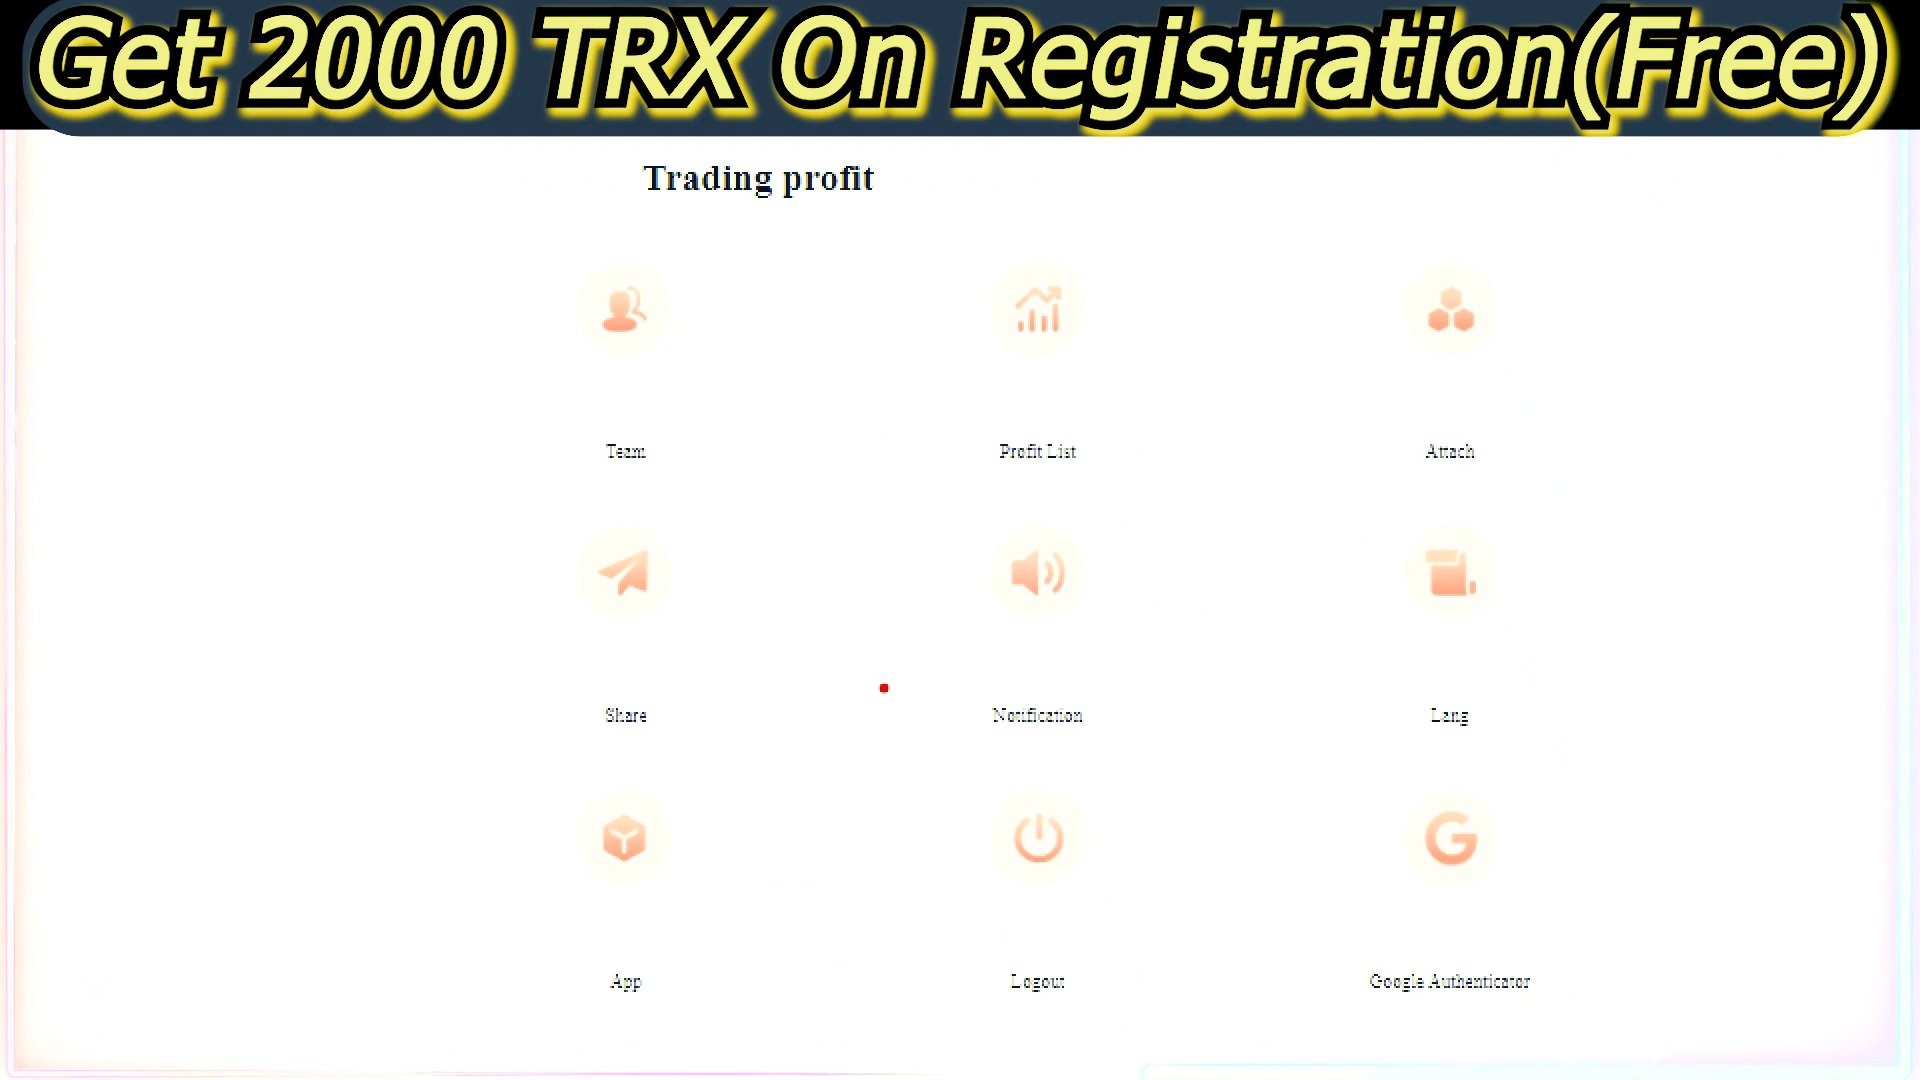 Get 2000 TRX On Registration(Free)
Trading profit
Team
Profit List
Attach
Share
Notification
Lang
App
Logout
Google Authenticator